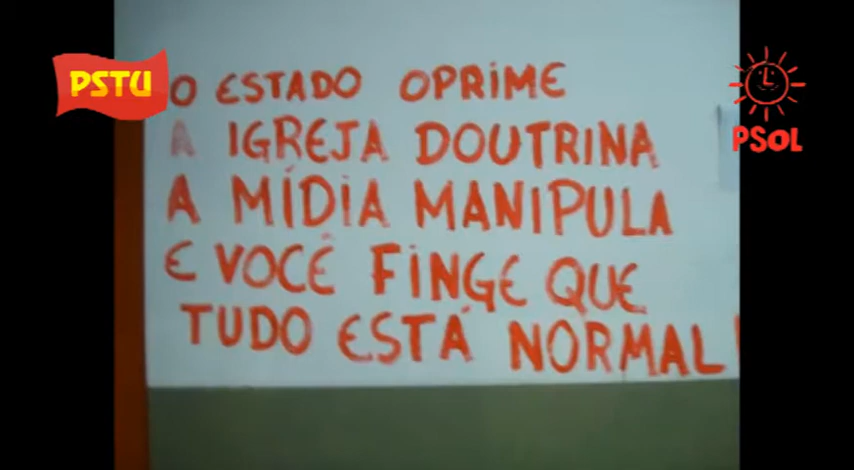 PSTU
O ESTADO OPRIME
A IGREJA DOUTRINA
A MÍDIA MANIPULA
E VOCÊ FINGE QUE
TUDO ESTÁ NORMAL!
PSOL